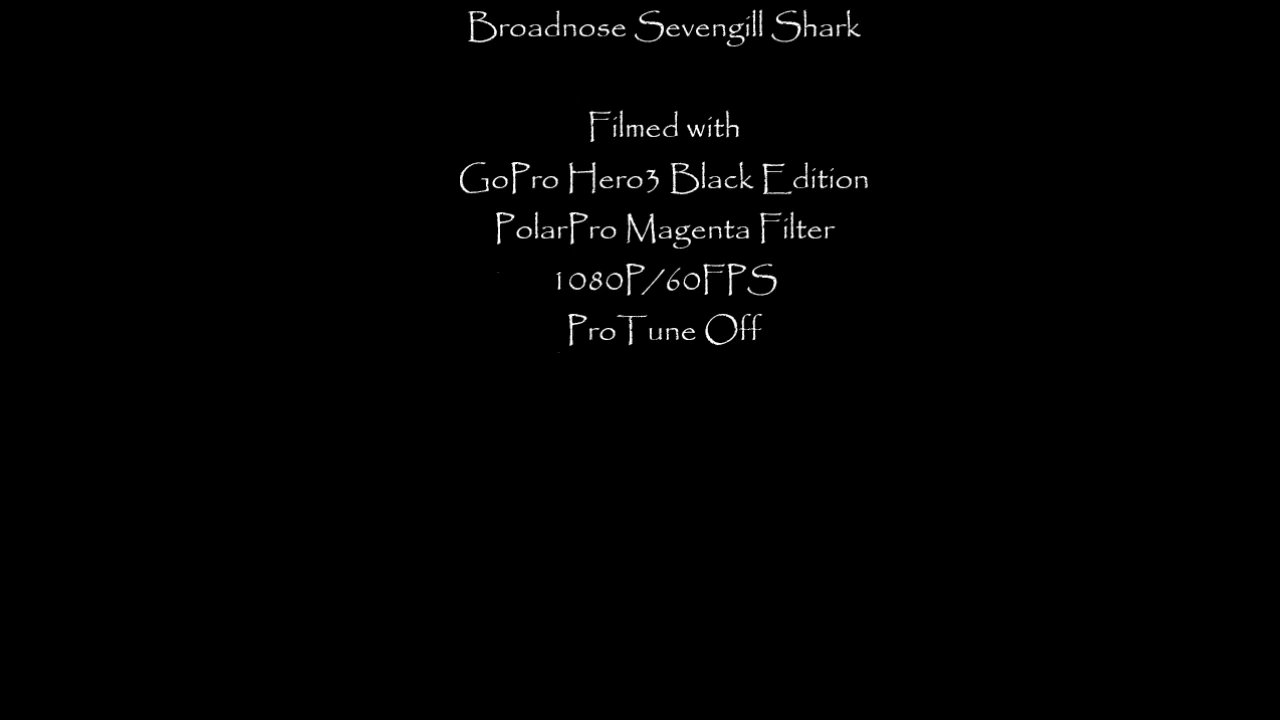 Broadnose Sevengill Shark
Filmed with
GoPro Hero3 Black Edition
PolarPro Magenta Filter
1080P/60FPS
ProTune Off